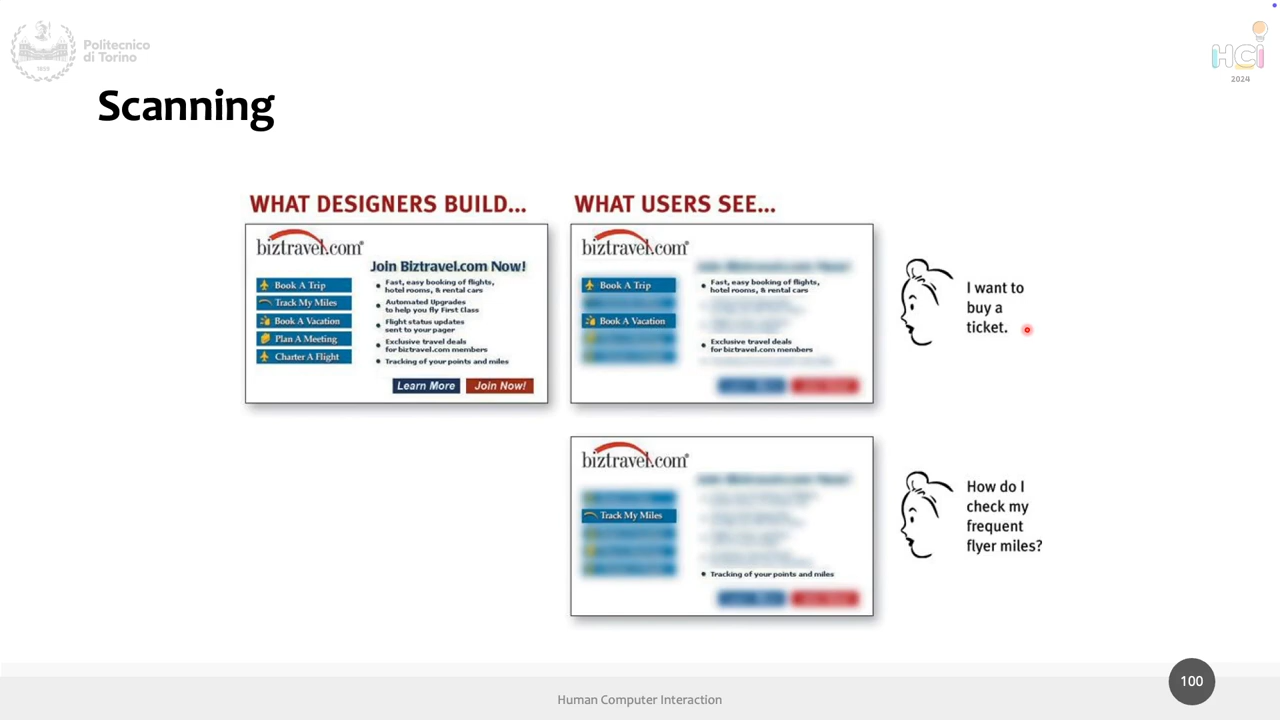 Politecnico
di Torino
1859
HCI
2024
Scanning
WHAT DESIGNERS BUILD...
biztravel.com®
Book A Trip
Track My Miles
Book A Vacation
Plan A Meeting
Charter A Flight
Join Biztravel.com Now!
• Fast, easy booking of flights,
hotel rooms, & rental cars
• Automated Upgrades
to help you fly First Class
• Flight status updates
sent to your pager
• Exclusive travel deals
for biztravel.com members
• Tracking of your points and miles
Learn More
Join Now!
WHAT USERS SEE...
biztravel.com®
Book A Trip
Book A Vacation
• Fast, easy booking of flights,
hotel rooms, & rental cars
• Exclusive travel deals
for biztravel.com members
I want to
buy a
ticket.
biztravel.com®
Track My Miles
• Tracking of your points and miles
How do I
check my
frequent
flyer miles?
Human Computer Interaction
100